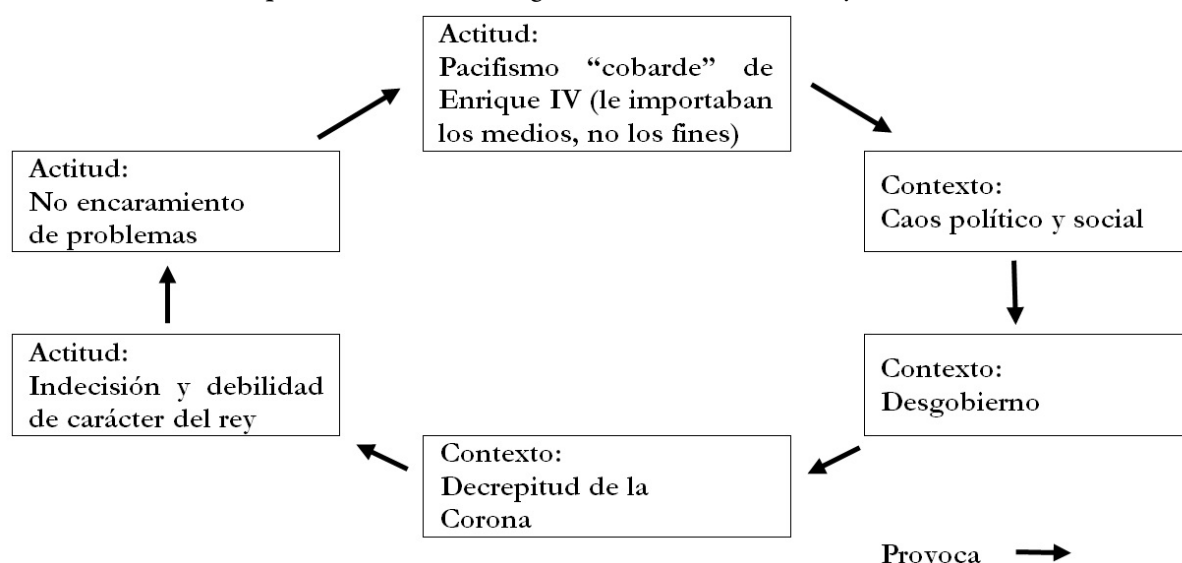 Actitud:
Pacifismo “cobarde” de
Enrique IV (le importaban
los medios, no los fines)
Contexto:
Caos político y social
Contexto:
Desgobierno
Contexto:
Decrepitud de la
Corona
Actitud:
Indecisión y debilidad
de carácter del rey
Actitud:
No encaramiento
de problemas
Provoca